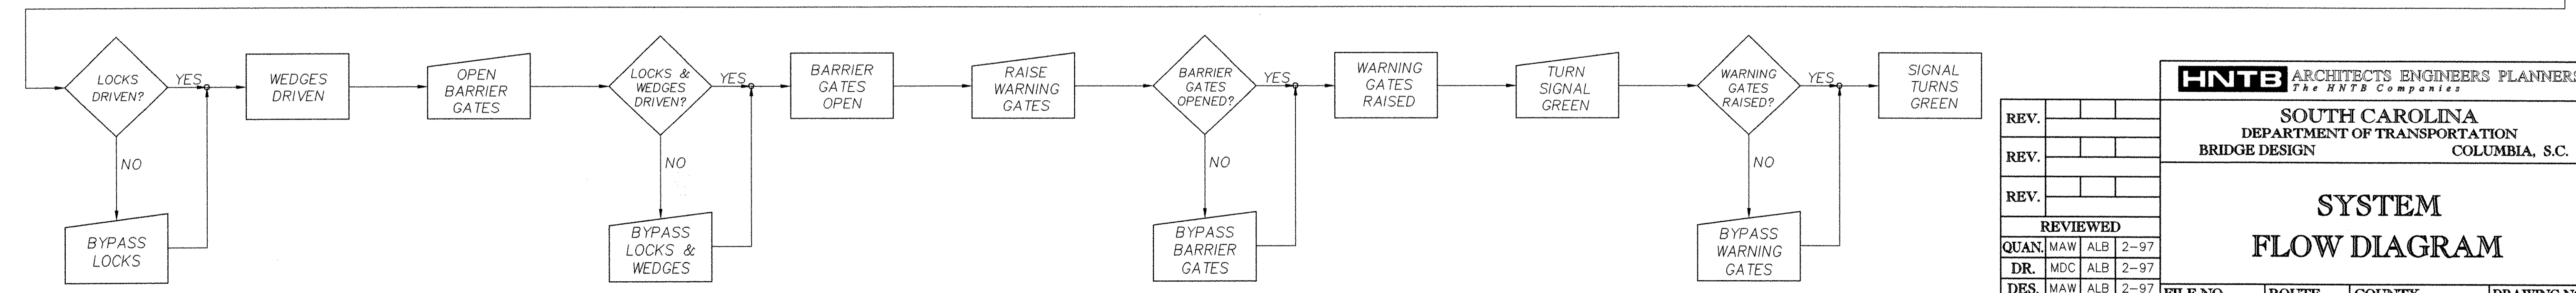 LOCKS
DRIVEN?
YES
NO
BYPASS
LOCKS
WEDGES
DRIVEN
OPEN
BARRIER
GATES
LOCKS &
WEDGES
DRIVEN?
YES
NO
BYPASS
LOCKS &
WEDGES
BARRIER
GATES
OPEN
RAISE
WARNING
GATES
BARRIER
GATES
OPENED?
YES
NO
BYPASS
BARRIER
GATES
WARNING
GATES
RAISED
TURN
SIGNAL
GREEN
WARNING
GATES
RAISED?
YES
NO
BYPASS
WARNING
GATES
SIGNAL
TURNS
GREEN
HNTB ARCHITECTS ENGINEERS PLANNERS
The HNTB Companies
SOUTH CAROLINA
DEPARTMENT OF TRANSPORTATION
BRIDGE DESIGN COLUMBIA, S.C.
SYSTEM
FLOW DIAGRAM
REV.
REV.
REV.
REVIEWED
QUAN. MAW ALB 2-97
DR. MDC ALB 2-97
DES. MAW ALB 2-97
FILE NO. ROUTE COUNTY